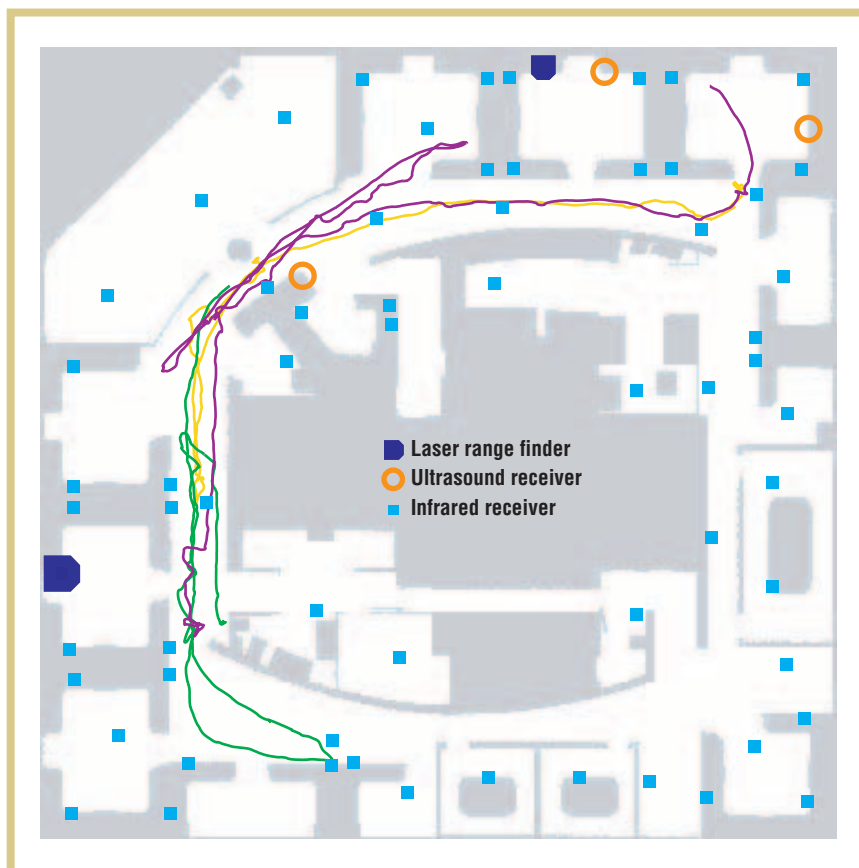 Laser range finder
Ultrasound receiver
Infrared receiver